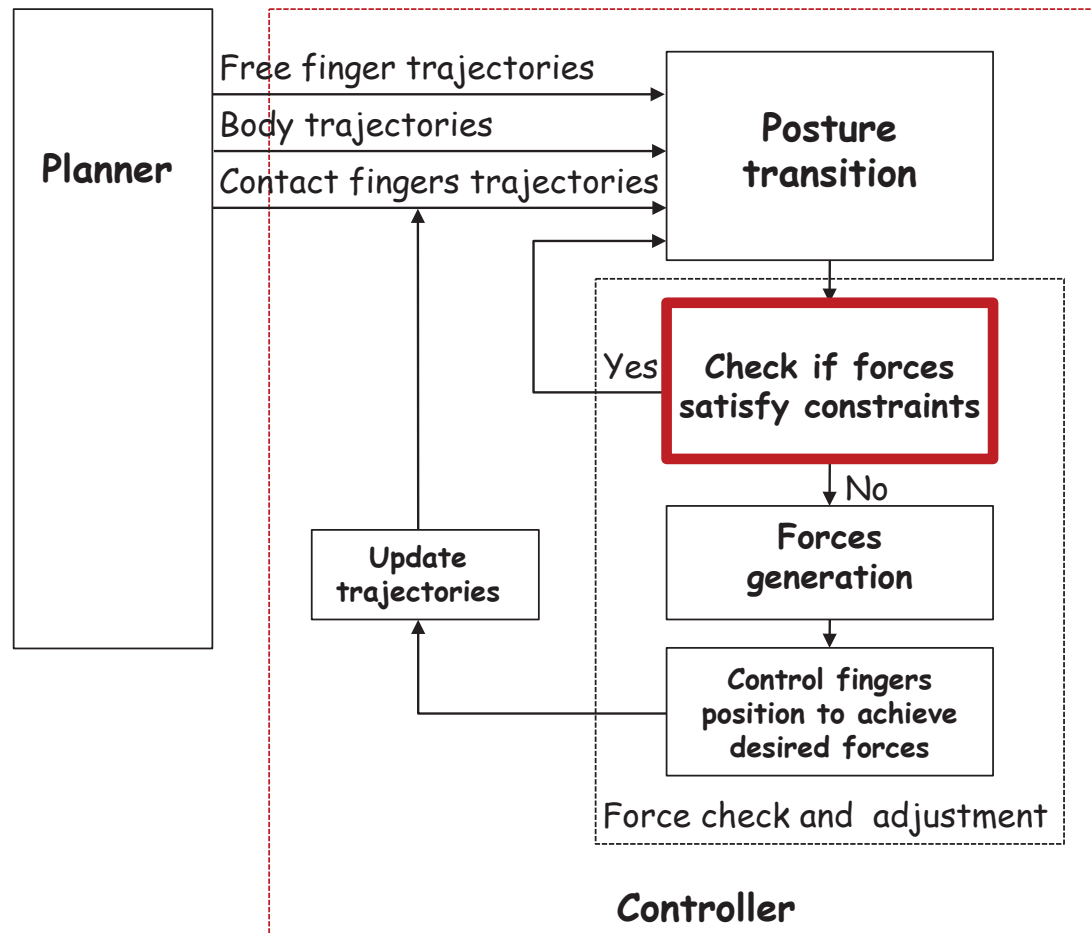 Free finger trajectories
Body trajectories
Contact fingers trajectories
Planner
Posture
transition
Yes
Check if forces
satisfy constraints
No
Forces
generation
Update
trajectories
Control fingers
position to achieve
desired forces
Force check and adjustment
Controller